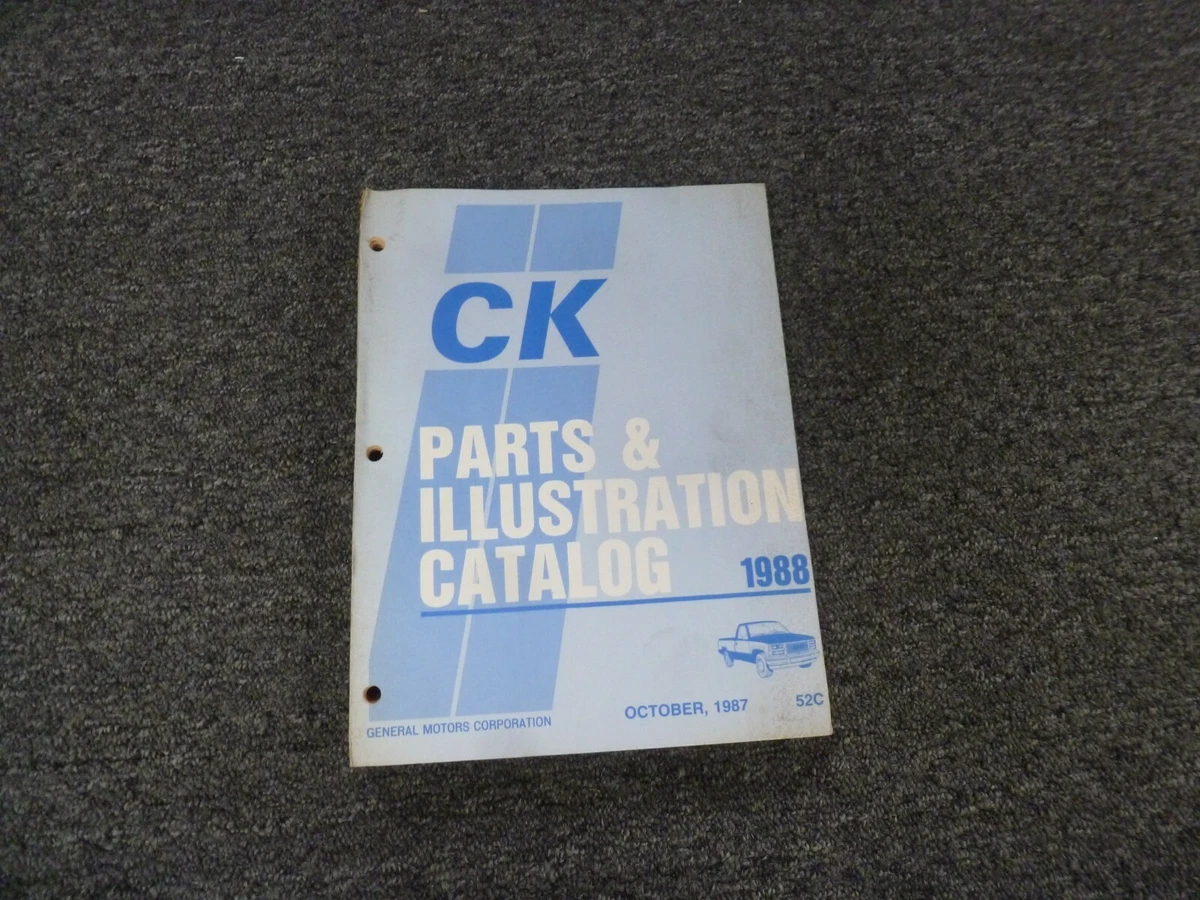 CK
PARTS &
ILLUSTRATION
CATALOG
1988
GENERAL MOTORS CORPORATION
OCTOBER, 1987
52C